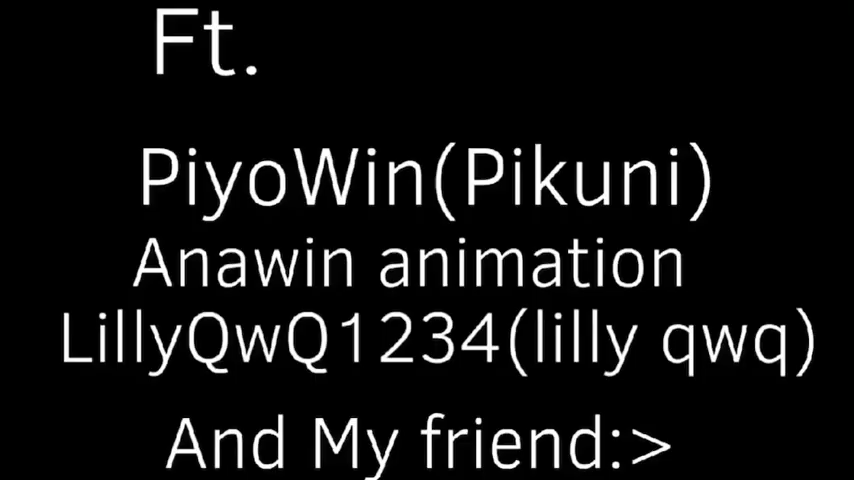 Ft.
PiyoWin(Pikuni)
Anawin animation
LillyQwQ1234(lilly qwq)
And My friend:>